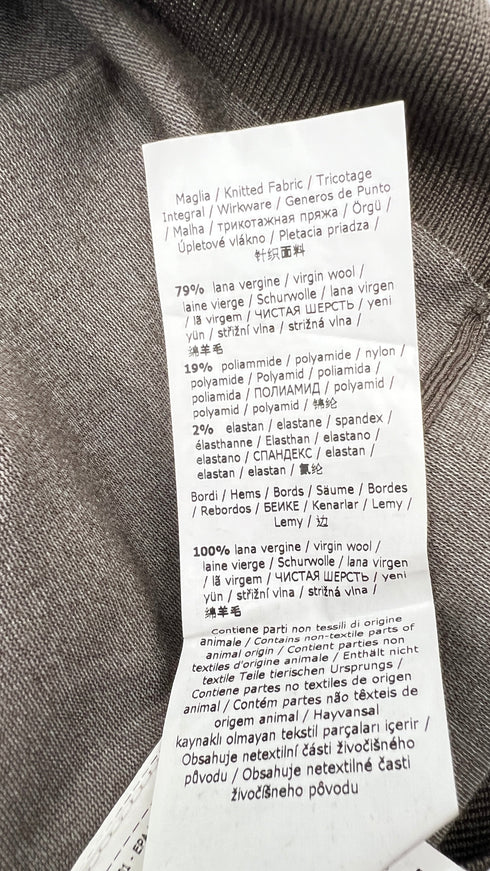 Maglia / Knitted Fabric / Tricotage
Integral / Wirkware / Generos de Punto
/ Malha / трикотажная пряжа / Örgü /
Úpletové vlákno / Pletacia priadza /
针织面料
79% lana vergine / virgin wool /
laine vierge / Schurwolle / lana virgen
/ lã virgem / ЧИСТАЯ ШЕРСТЬ / yeni
yün / střižní vlna / strižná vlna /
绵羊毛
19% poliammide / polyamide / nylon /
polyamide / Polyamid / poliamida /
poliamida / ПОЛИАМИД / polyamid /
polyamid / polyamid / 锦纶
2% elastan / elastane / spandex /
élasthanne / Elasthan / elastano /
elastano / СПАНДЕКС / elastan /
elastan / elastan / 氨纶
Bordi / Hems / Bords / Säume / Bordes
/ Rebordos / БЕЙКЕ / Kenarlar / Lemy /
Lemy / 边
100% lana vergine / virgin wool /
laine vierge / Schurwolle / lana virgen
/ lã virgem / ЧИСТАЯ ШЕРСТЬ / yeni
yün / střižní vlna / strižná vlna /
绵羊毛
Contiene parti non tessili di origine
animale / Contains non-textile parts of
animal origin / Contient parties non
textiles d'origine animale / Enthält nicht
textile Teile tierischen Ursprungs /
Contiene partes no textiles de origen
animal / Contém partes não têxteis de
origem animal / Hayvansal
kaynaklı olmayan tekstil parçaları içerir /
Obsahuje netextilní části živočišného
původu / Obsahuje netextilné časti
živočíšneho pôvodu